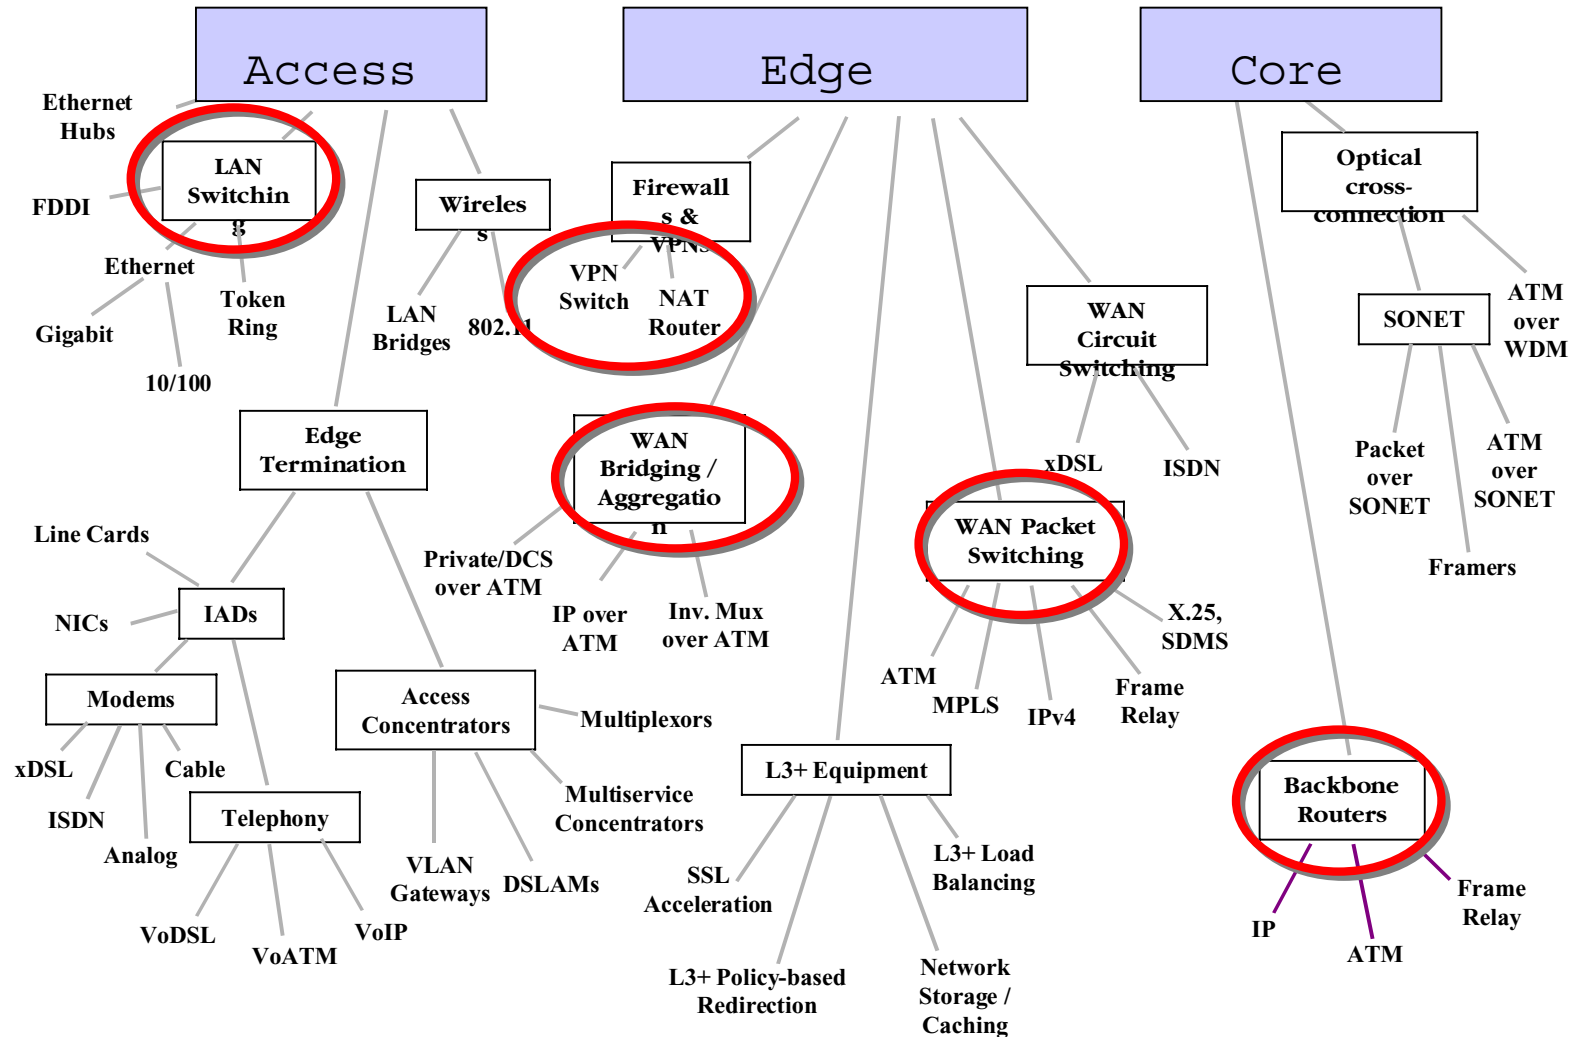 Access
Edge
Core
Ethernet
Hubs
LAN
Switchin
g
FDDI
Ethernet
Token
Ring
Gigabit
10/100
Wireles
s
LAN
Bridges
802.11
Firewall
s &
VPNs
VPN
Switch
NAT
Router
WAN
Circuit
Switching
xDSL
ISDN
Optical
cross-
connection
SONET
ATM
over
WDM
Packet
over
SONET
ATM
over
SONET
Framers
Edge
Termination
WAN
Bridging /
Aggregatio
n
Private/DCS
over ATM
IP over
ATM
Inv. Mux
over ATM
WAN Packet
Switching
ATM
MPLS
IPv4
Frame
Relay
X.25,
SDMS
Line Cards
NICs
IADs
Modems
xDSL
ISDN
Analog
Cable
Telephony
VoDSL
VoATM
VoIP
Access
Concentrators
Multiplexors
Multiservice
Concentrators
VLAN
Gateways
DSLAMs
L3+ Equipment
SSL
Acceleration
L3+ Policy-based
Redirection
Network
Storage /
Caching
L3+ Load
Balancing
Backbone
Routers
IP
ATM
Frame
Relay